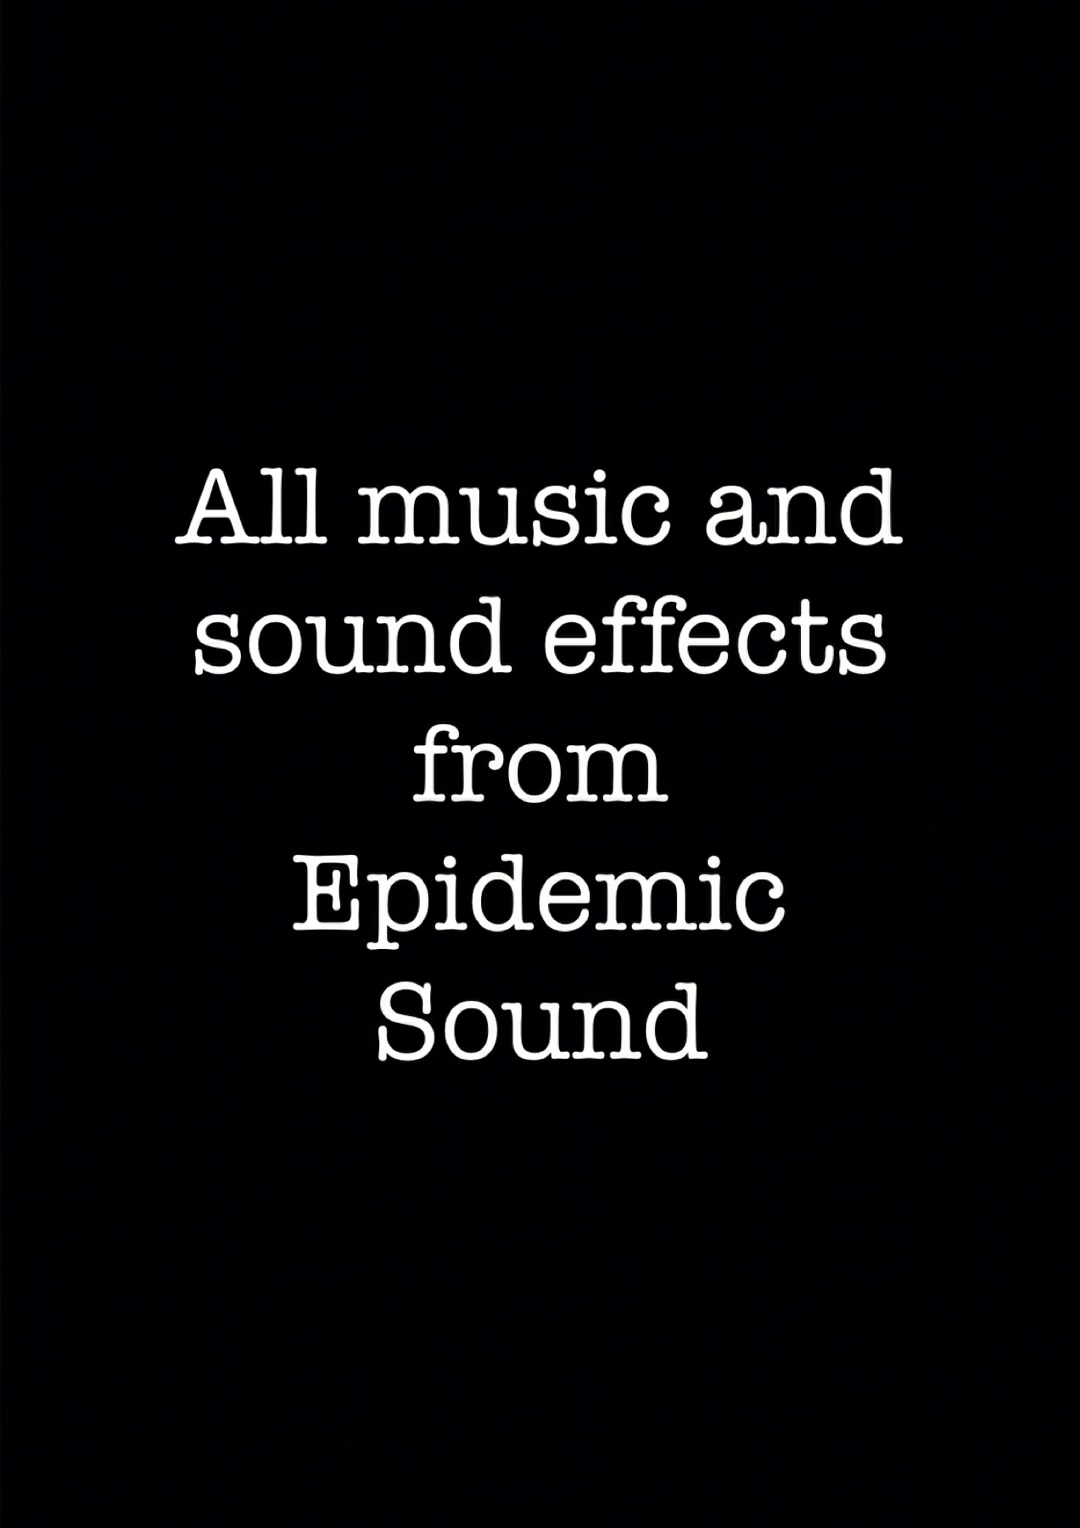 All music and
sound effects
from
Epidemic
Sound